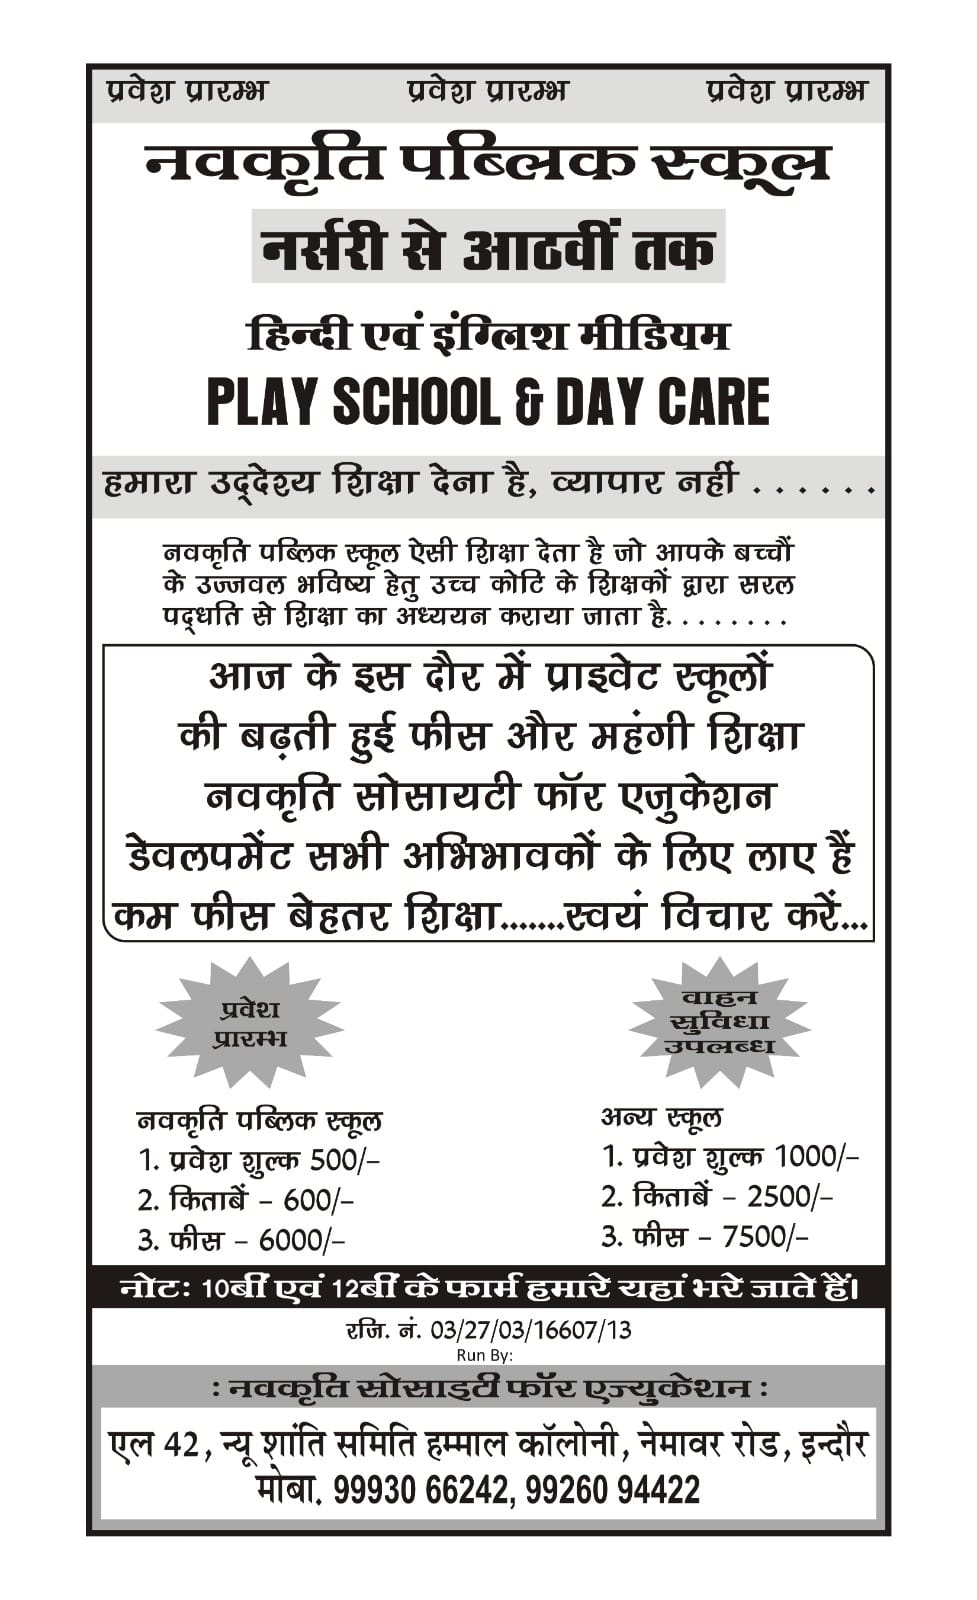 प्रवेश प्रारम्भ प्रवेश प्रारम्भ प्रवेश प्रारम्भ
नवकृति पब्लिक स्कूल
नर्सरी से आठवीं तक
हिन्दी एवं इंग्लिश मीडियम
PLAY SCHOOL & DAY CARE
हमारा उद्देश्य शिक्षा देना है, व्यापार नहीं . . . . . .
नवकृति पब्लिक स्कूल ऐसी शिक्षा देता है जो आपके बच्चौं
के उज्जवल भविष्य हेतु उच्च कोटि के शिक्षकों द्वारा सरल
पद्धति से शिक्षा का अध्ययन कराया जाता है. . . . . . . .
आज के इस दौर में प्राइवेट स्कूलों
की बढ़ती हुई फीस और महंगी शिक्षा
नवकृति सोसायटी फॉर एजुकेशन
डेवलपमेंट सभी अभिभावकों के लिए लाए हैं
कम फीस बेहतर शिक्षा.......स्वयं विचार करें...
प्रवेश
प्रारम्भ
वाहन
सुविधा
उपलब्ध
नवकृति पब्लिक स्कूल
1. प्रवेश शुल्क 500/–
2. किताबें – 600/–
3. फीस – 6000/–
अन्य स्कूल
1. प्रवेश शुल्क 1000/–
2. किताबें – 2500/–
3. फीस – 7500/–
नोट: 10बीं एवं 12बीं के फार्म हमारे यहां भरे जाते हैं।
रजि. नं. 03/27/03/16607/13
Run By:
: नवकृति सोसाइटी फॉर एज्युकेशन :
एल 42, न्यू शांति समिति हम्माल कॉलोनी, नेमावर रोड, इन्दौर
मोबा. 99930 66242, 99260 94422